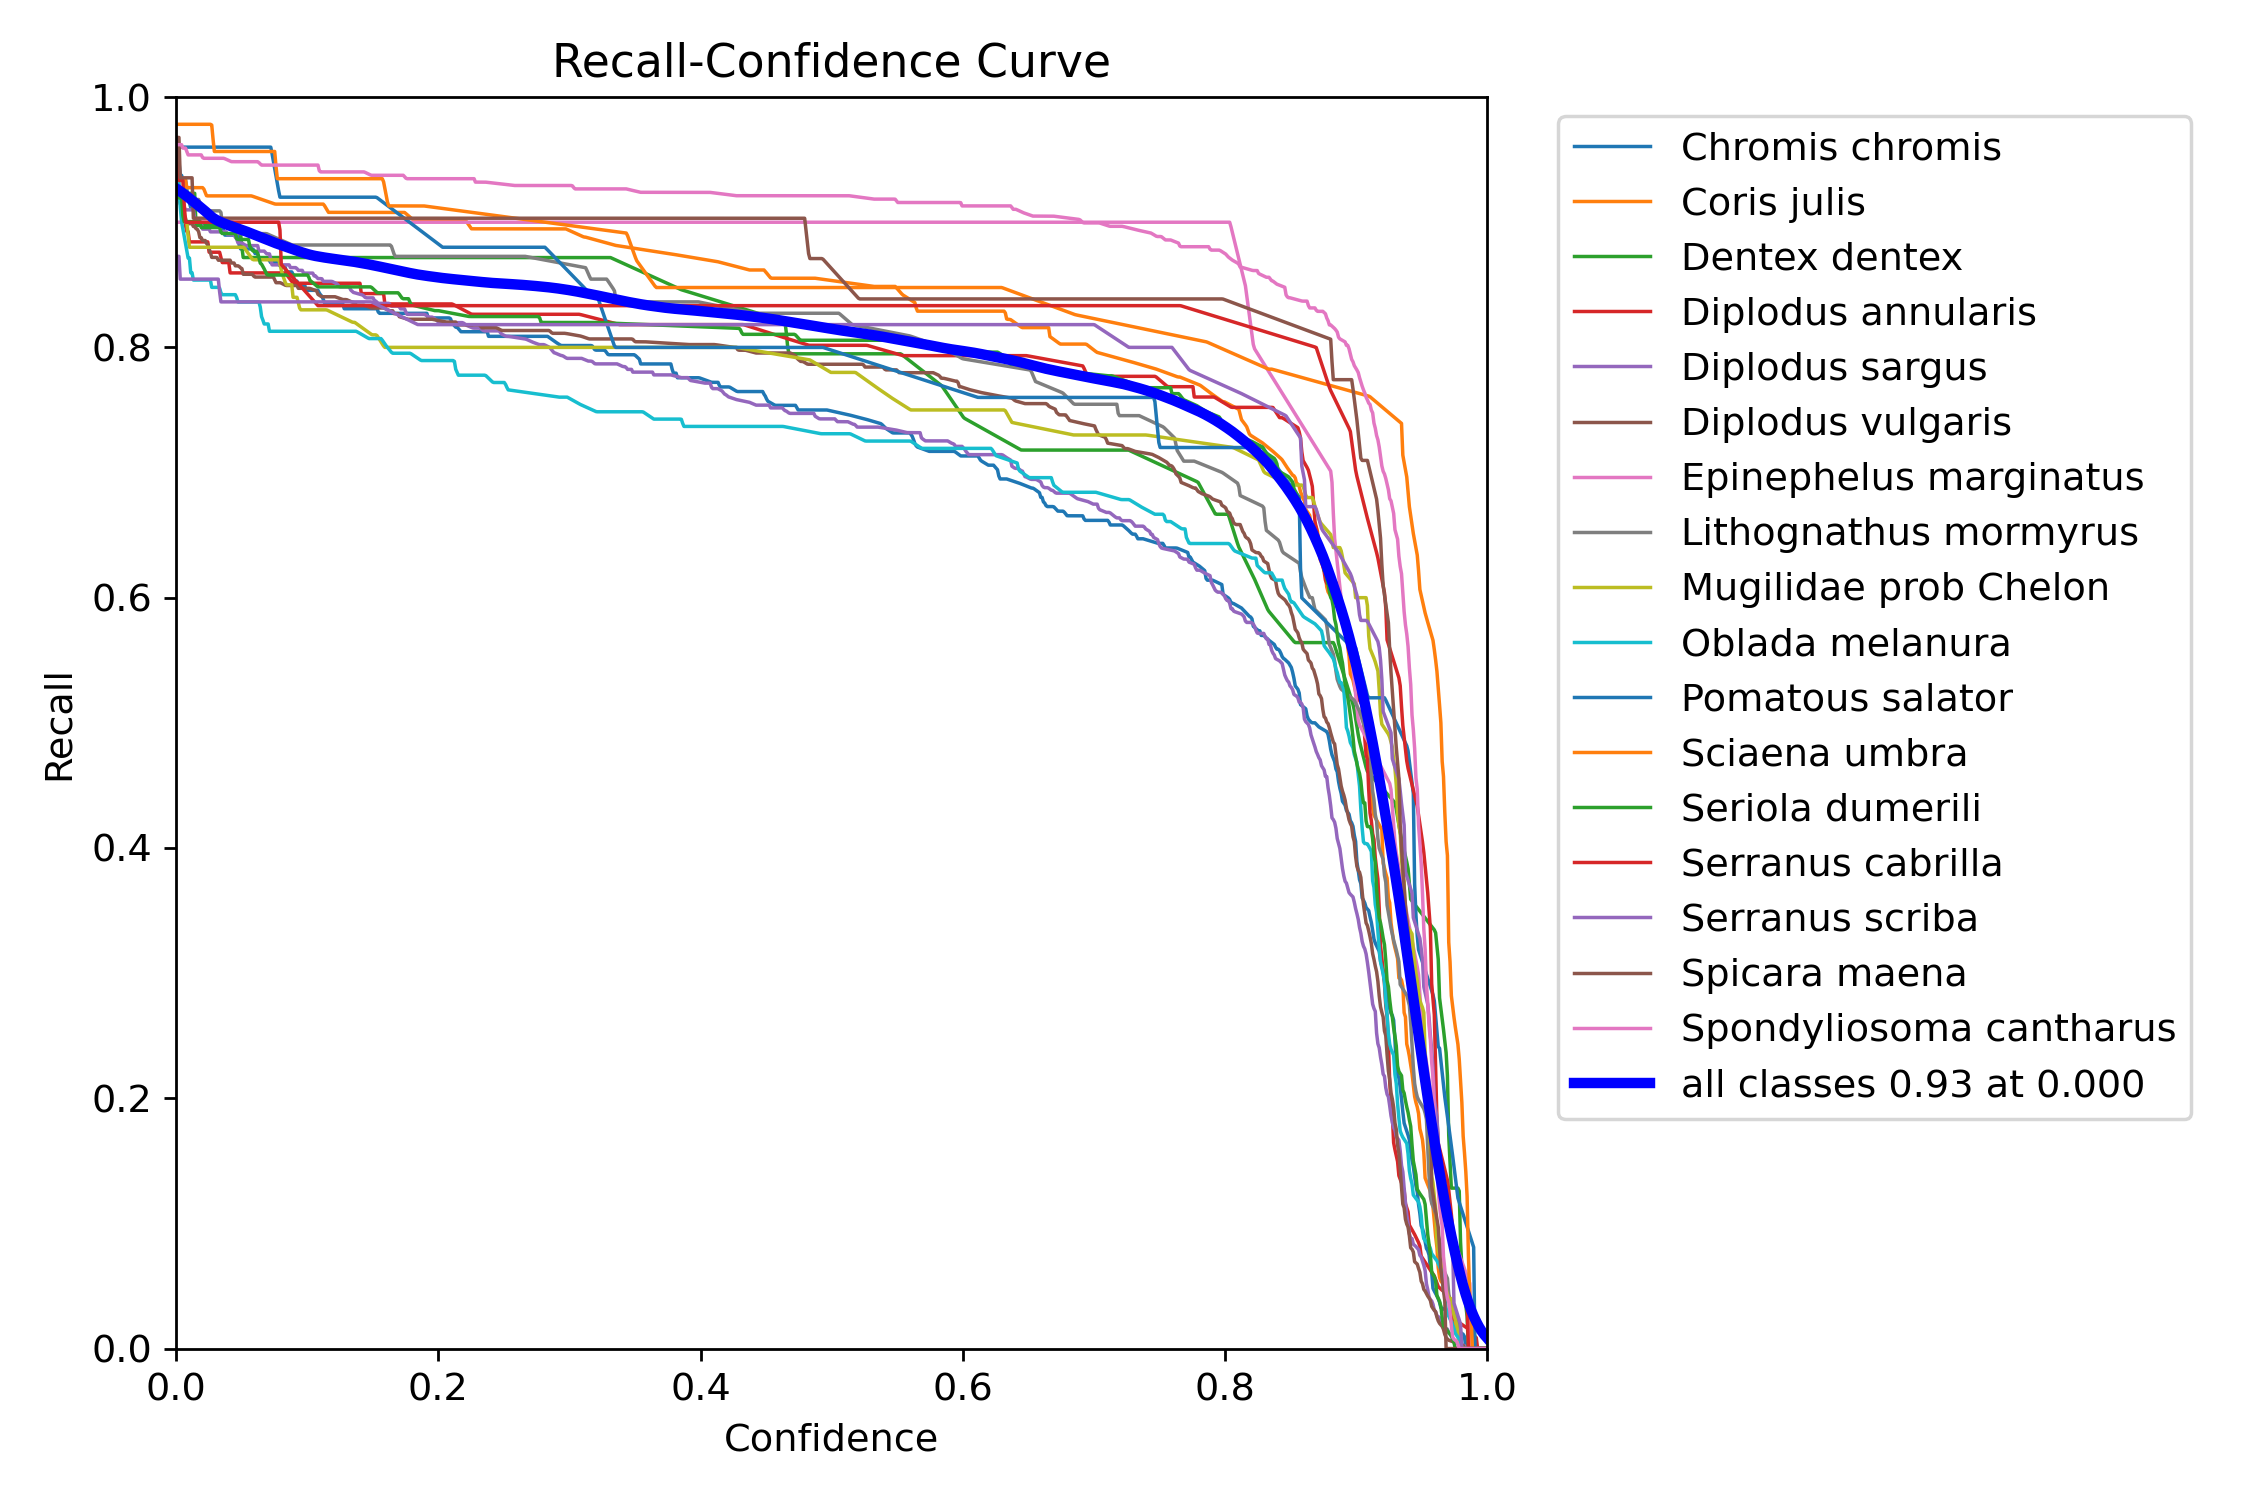 Recall-Confidence Curve
1.0
0.8
0.6
0.4
0.2
0.0
Recall
0.0 0.2 0.4 0.6 0.8 1.0
Confidence
Chromis chromis
Coris julis
Dentex dentex
Diplodus annularis
Diplodus sargus
Diplodus vulgaris
Epinephelus marginatus
Lithognathus mormyrus
Mugilidae prob Chelon
Oblada melanura
Pomatous salator
Sciaena umbra
Seriola dumerili
Serranus cabrilla
Serranus scriba
Spicara maena
Spondyliosoma cantharus
all classes 0.93 at 0.000